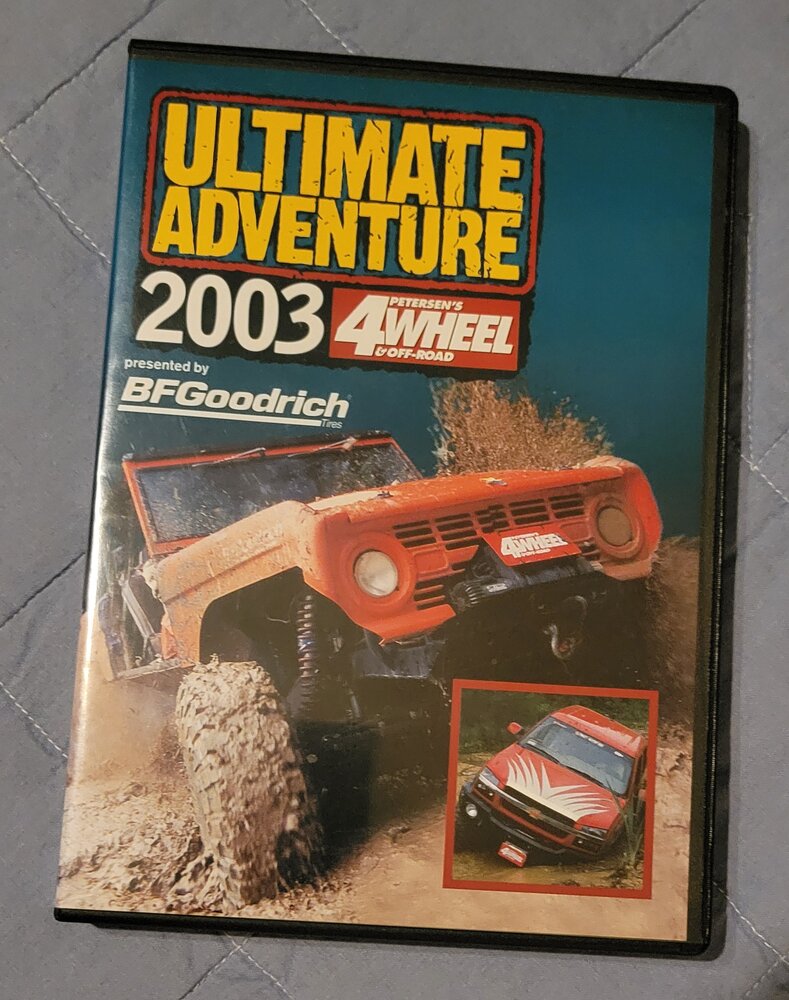 ULTIMATE
ADVENTURE
2003
PETERSEN'S
4WHEEL
& OFF-ROAD
presented by
BFGoodrich
Tires
4WHEEL